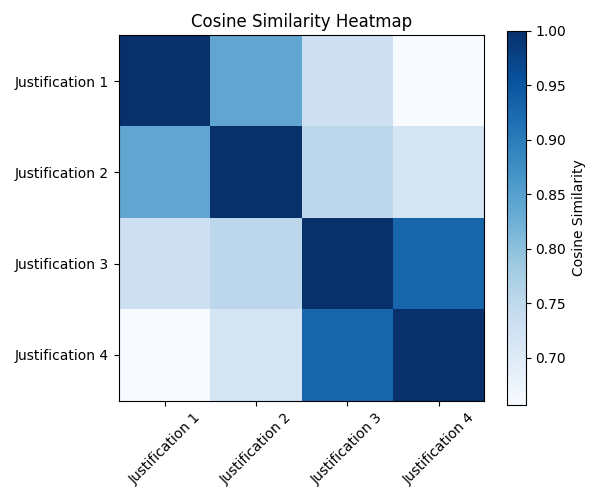 Cosine Similarity Heatmap
Justification 1
Justification 2
Justification 3
Justification 4
Justification 1
Justification 2
Justification 3
Justification 4
1.00
0.95
0.90
0.85
0.80
0.75
0.70
Cosine Similarity